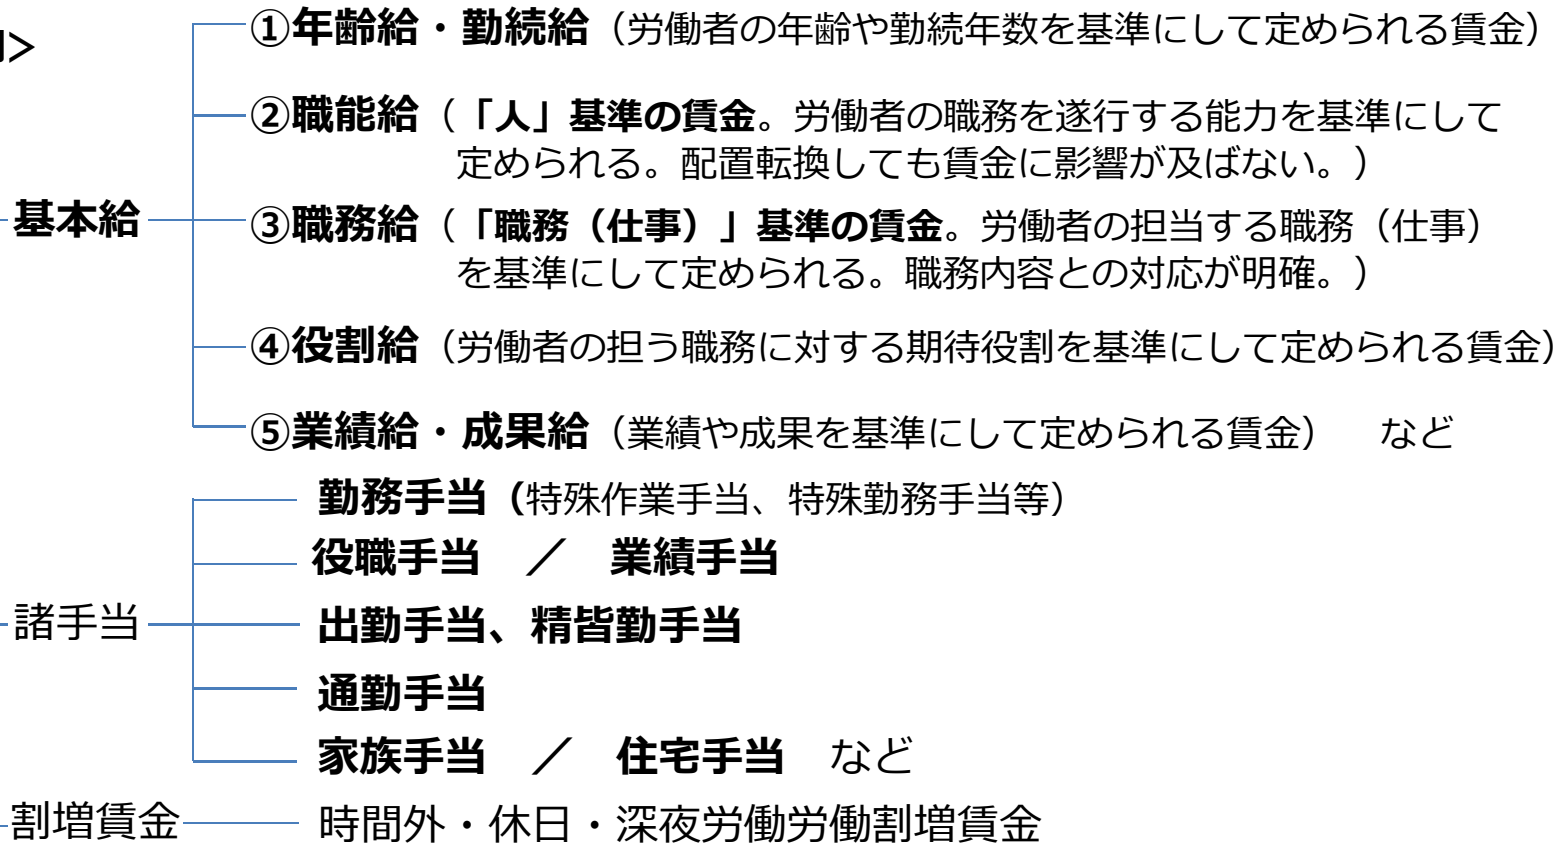 ①年齢給・勤続給（労働者の年齢や勤続年数を基準にして定められる賃金）
>
②職能給（「人」基準の賃金。労働者の職務を遂行する能力を基準にして
定められる。配置転換しても賃金に影響が及ばない。）
基本給
③職務給（「職務（仕事）」基準の賃金。労働者の担当する職務（仕事）
を基準にして定められる。職務内容との対応が明確。）
④役割給（労働者の担う職務に対する期待役割を基準にして定められる賃金）
⑤業績給・成果給（業績や成果を基準にして定められる賃金）　など
勤務手当（特殊作業手当、特殊勤務手当等）
役職手当　／　業績手当
諸手当
出勤手当、精皆勤手当
通勤手当
家族手当　／　住宅手当　など
割増賃金
時間外・休日・深夜労働労働割増賃金